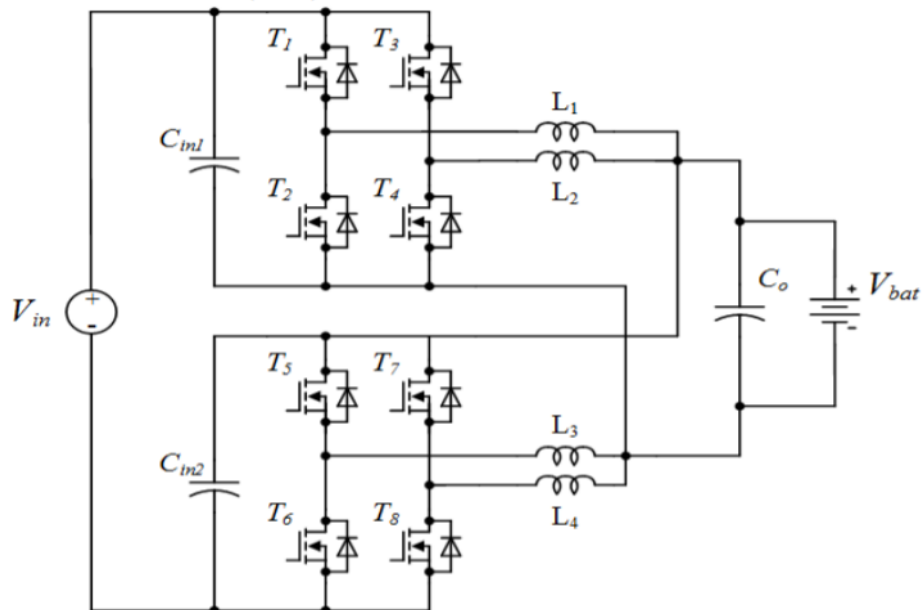 T1
T3
L1
Cin1
L2
T2
T4
Co
+
Vbat
-
Vin
+
-
T5
T7
L3
Cin2
L4
T6
T8